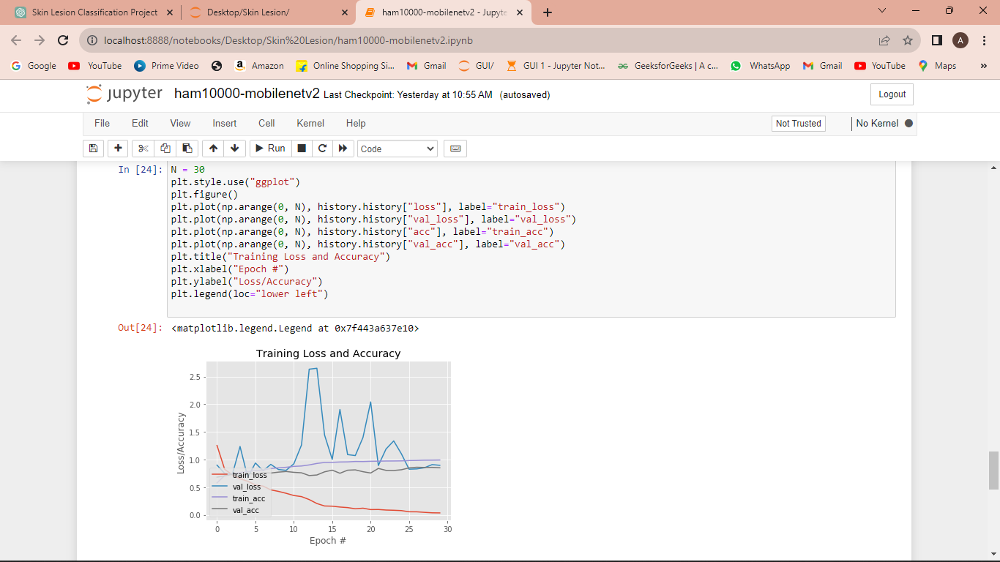 Skin Lesion Classification Project
Desktop/Skin Lesion/
ham10000-mobilenetv2 - Jupyte
localhost:8888/notebooks/Desktop/Skin%20Lesion/ham10000-mobilenetv2.ipynb
A
Google YouTube Prime Video Amazon Online Shopping Si... Gmail GUI/ GUI 1 - Jupyter Not... GeeksforGeeks | A c... WhatsApp Gmail YouTube Maps »
jupyter ham10000-mobilenetv2 Last Checkpoint: Yesterday at 10:55 AM (autosaved) Logout
File Edit View Insert Cell Kernel Help Not Trusted No Kernel
Run Code
In [24]: N = 30
plt.style.use("ggplot")
plt.figure()
plt.plot(np.arange(0, N), history.history["loss"], label="train_loss")
plt.plot(np.arange(0, N), history.history["val_loss"], label="val_loss")
plt.plot(np.arange(0, N), history.history["acc"], label="train_acc")
plt.plot(np.arange(0, N), history.history["val_acc"], label="val_acc")
plt.title("Training Loss and Accuracy")
plt.xlabel("Epoch #")
plt.ylabel("Loss/Accuracy")
plt.legend(loc="lower left")
Out[24]: <matplotlib.legend.Legend at 0x7f443a637e10>
Training Loss and Accuracy
Loss/Accuracy
2.5
2.0
1.5
1.0
0.5
0.0
train_loss
val_loss
train_acc
val_acc
0 5 10 15 20 25 30
Epoch #